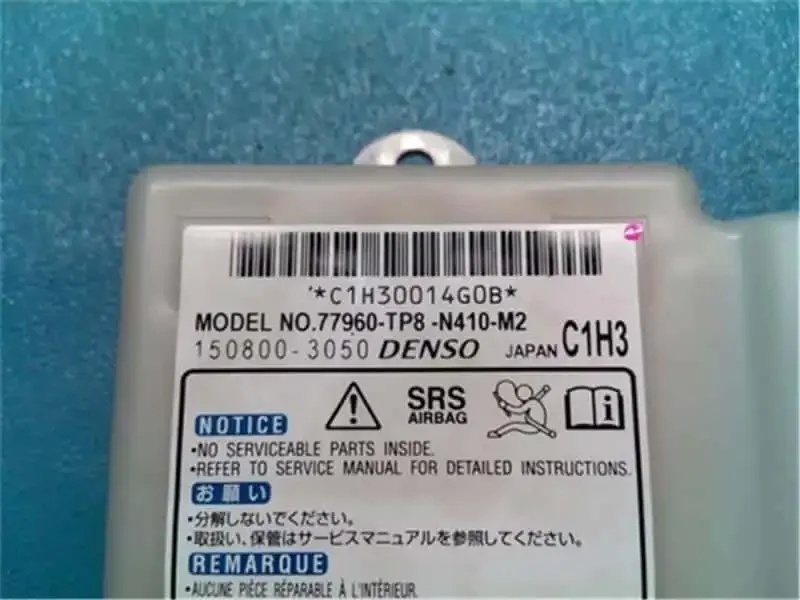 *C1H30014G0B*
MODEL NO.77960-TP8 -N410-M2
150800-3050 DENSO JAPAN C1H3
SRS
AIRBAG
NOTICE
•NO SERVICEABLE PARTS INSIDE.
•REFER TO SERVICE MANUAL FOR DETAILED INSTRUCTIONS.
お願い
•分解しないでください。
•取扱い、保管はサービスマニュアルを参照してください。
REMARQUE
•AUCUNE PIÈCE RÉPARABLE À L'INTÉRIEUR.